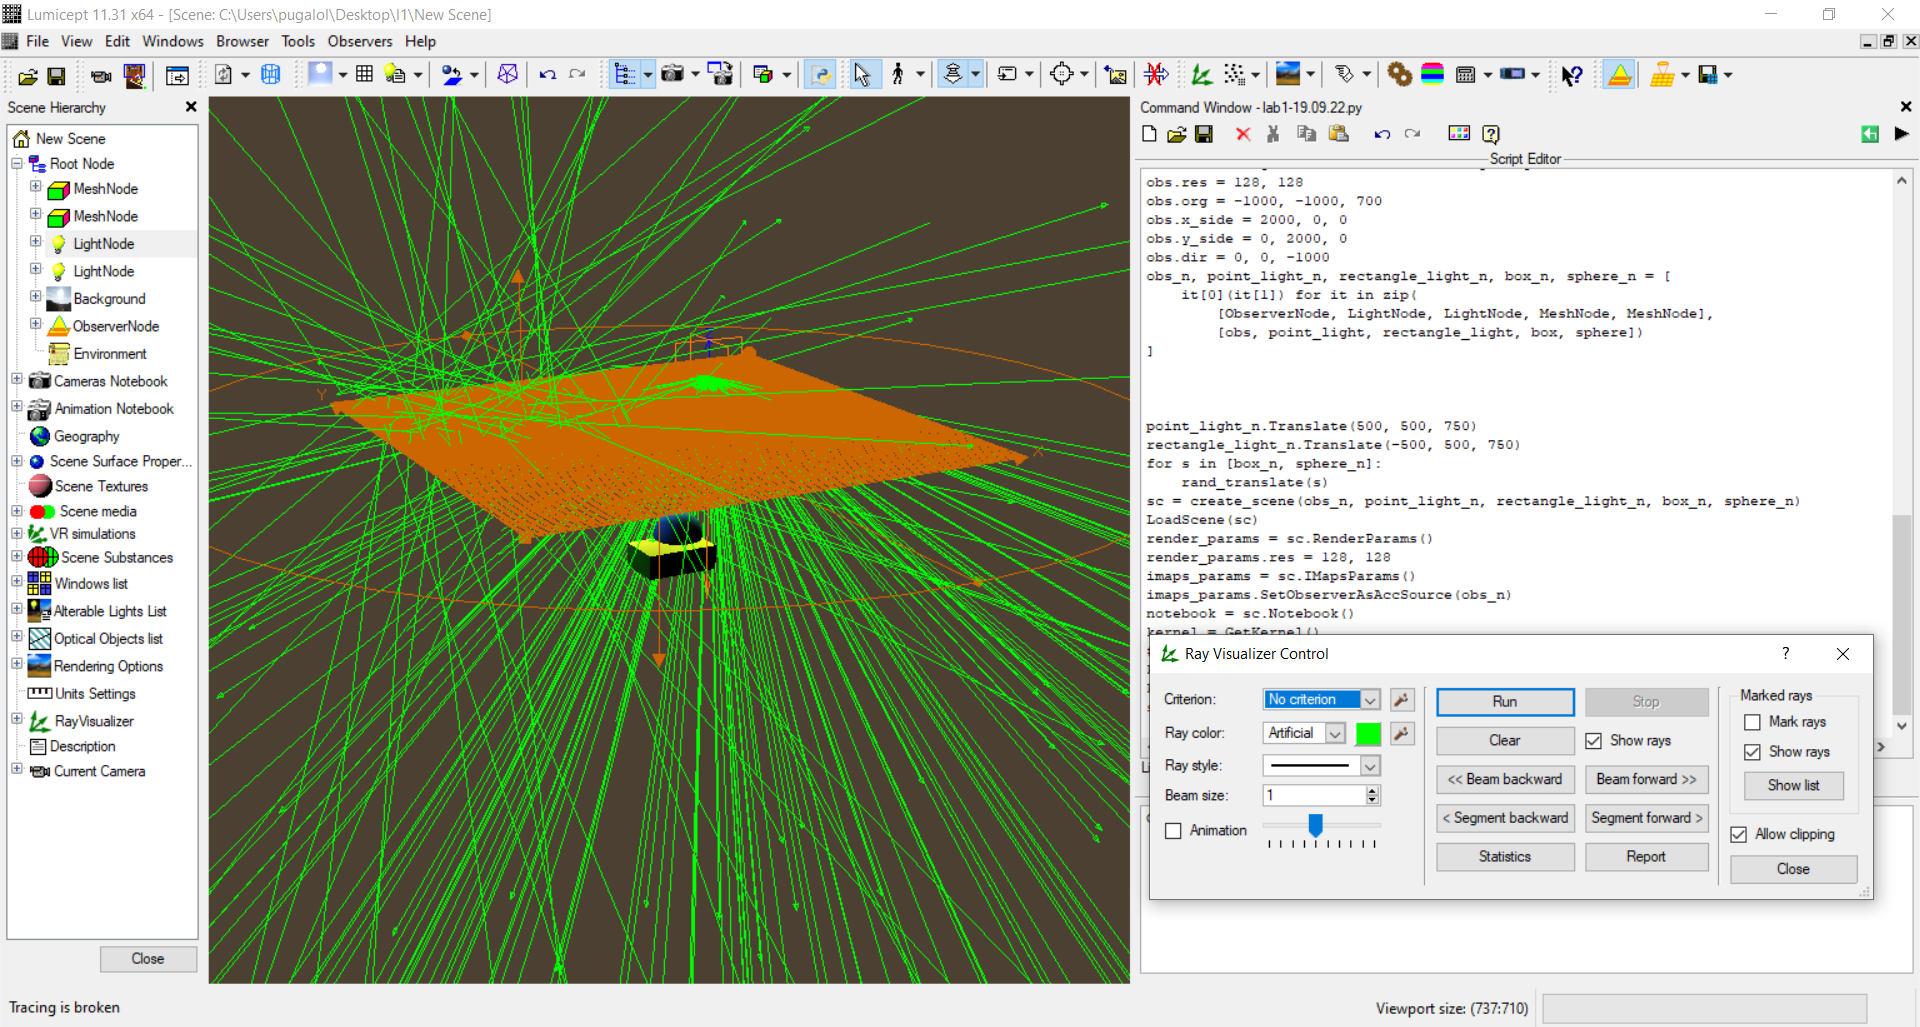 Lumicept 11.31 x64 - [Scene: C:\Users\pugalol\Desktop\l1\New Scene]
File View Edit Windows Browser Tools Observers Help
Scene Hierarchy
New Scene
Root Node
MeshNode
MeshNode
LightNode
LightNode
Background
ObserverNode
Environment
Cameras Notebook
Animation Notebook
Geography
Scene Surface Proper...
Scene Textures
Scene media
VR simulations
Scene Substances
Windows list
Alterable Lights List
Optical Objects list
Rendering Options
Units Settings
RayVisualizer
Description
Current Camera
Close
Y
X
Command Window - lab1-19.09.22.py
Script Editor
obs.res = 128, 128
obs.org = -1000, -1000, 700
obs.x_side = 2000, 0, 0
obs.y_side = 0, 2000, 0
obs.dir = 0, 0, -1000
obs_n, point_light_n, rectangle_light_n, box_n, sphere_n = [
it[0](it[1]) for it in zip(
[ObserverNode, LightNode, LightNode, MeshNode, MeshNode],
[obs, point_light, rectangle_light, box, sphere])
]
point_light_n.Translate(500, 500, 750)
rectangle_light_n.Translate(-500, 500, 750)
for s in [box_n, sphere_n]:
rand_translate(s)
sc = create_scene(obs_n, point_light_n, rectangle_light_n, box_n, sphere_n)
LoadScene(sc)
render_params = sc.RenderParams()
render_params.res = 128, 128
imaps_params = sc.IMapsParams()
imaps_params.SetObserverAsAccSource(obs_n)
notebook = sc.Notebook()
kernel = GetKernel()
Ray Visualizer Control
Criterion: No criterion
Ray color: Artificial
Ray style:
Beam size: 1
Animation
Run Stop
Clear Show rays
<< Beam backward Beam forward >>
< Segment backward Segment forward >
Statistics Report
Marked rays
Mark rays
Show rays
Show list
Allow clipping
Close
Tracing is broken
Viewport size: (737:710)